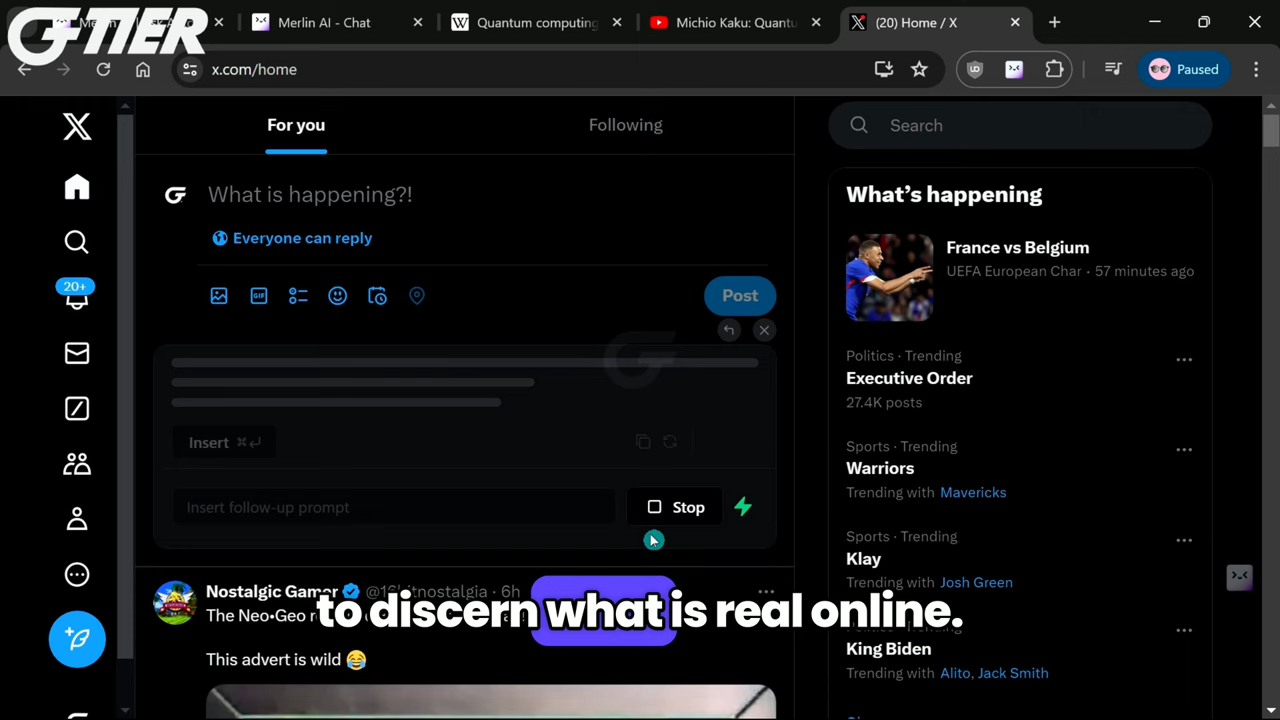 GFTIER
Merlin AI - Chat
Quantum computing
Michio Kaku: Quantu
(20) Home / X
x.com/home
Paused
For you
Following
Search
What is happening?!
Everyone can reply
GIF
Post
Insert ⌘↵
Insert follow-up prompt
Stop
What's happening
France vs Belgium
UEFA European Char · 57 minutes ago
Politics · Trending
Executive Order
27.4K posts
Sports · Trending
Warriors
Trending with Mavericks
Sports · Trending
Klay
Trending with Josh Green
Trending
King Biden
Trending with Alito, Jack Smith
20+
Nostalgic Gamer @16bitnostalgia · 6h
The Neo•Geo
This advert is wild 😂
to discern what is real online.